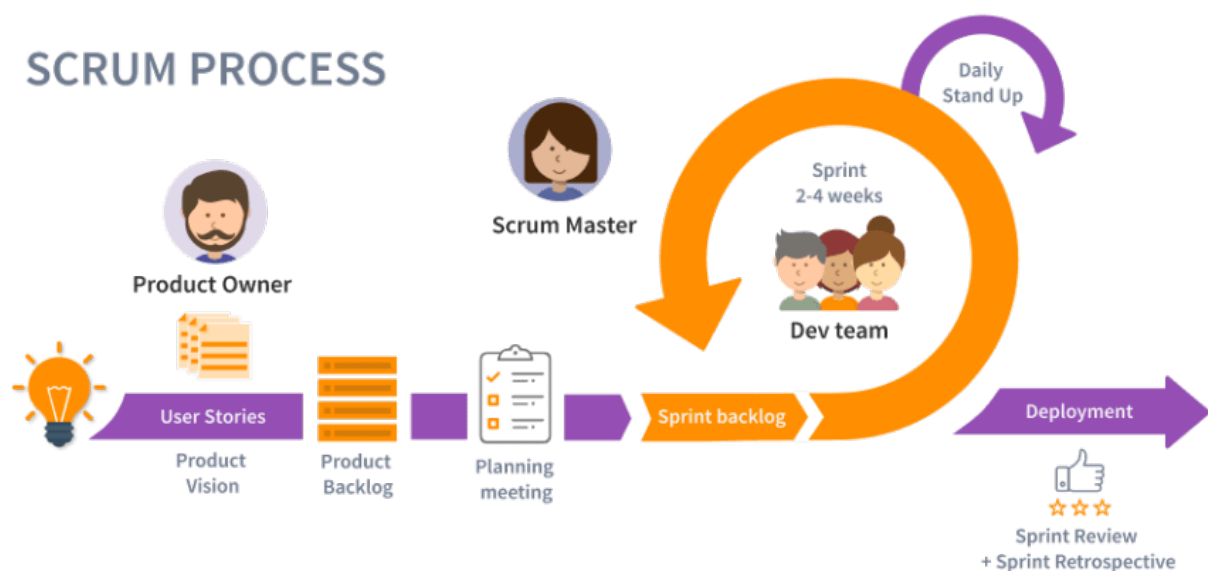 SCRUM PROCESS
Daily
Stand Up
Sprint
2-4 weeks
Scrum Master
Product Owner
Dev team
User Stories
Sprint backlog
Deployment
Product
Vision
Product
Backlog
Planning
meeting
Sprint Review
+ Sprint Retrospective